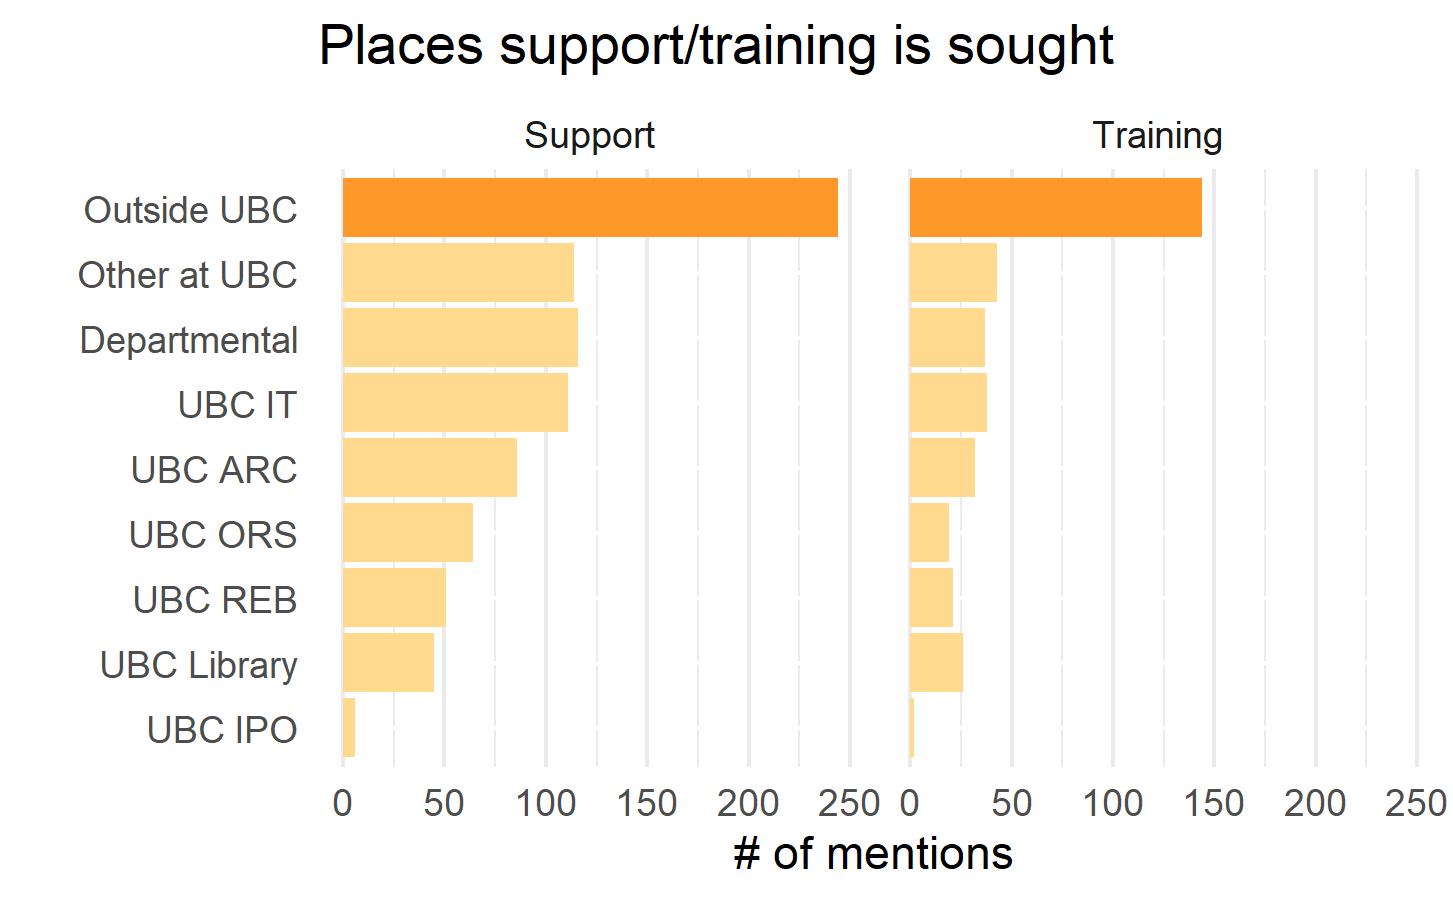 Places support/training is sought
Support Training
Outside UBC
Other at UBC
Departmental
UBC IT
UBC ARC
UBC ORS
UBC REB
UBC Library
UBC IPO
0 50 100 150 200 250 0 50 100 150 200 250
# of mentions